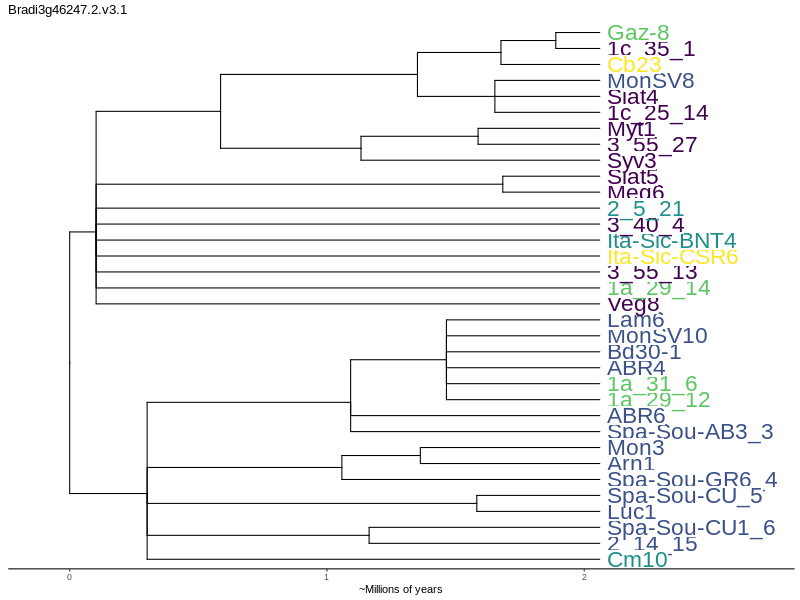 Bradi3g46247.2.v3.1
Gaz-8
1c_35_1
Cb23
MonSV8
Siat4
1c_25_14
Myt1
3_55_27
Syv3
Siat5
Meg6
2_5_21
3_40_4
Ita-Sic-BNT4
Ita-Sic-CSR6
3_55_13
1a_29_14
Veg8
Lam6
MonSV10
Bd30-1
ABR4
1a_31_6
1a_29_12
ABR6
Spa-Sou-AB3_3
Mon3
Arn1
Spa-Sou-GR6_4
Spa-Sou-CU_5
Luc1
Spa-Sou-CU1_6
2_14_15
Cm10
0 1 2
~Millions of years